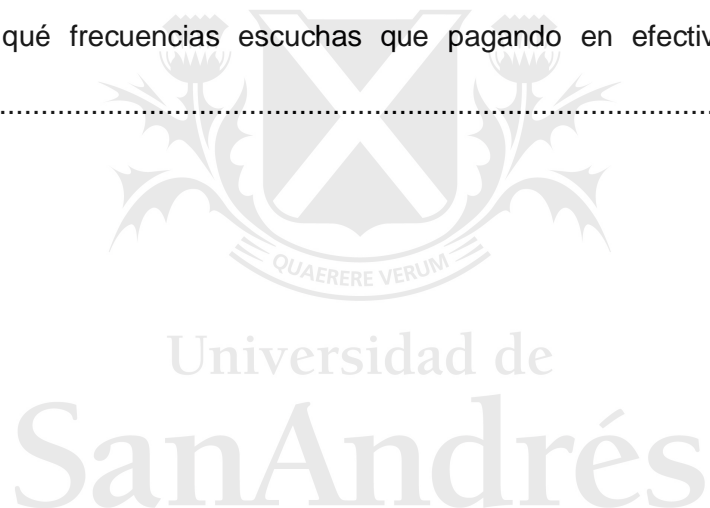 qué frecuencias escuchas que pagando en efectiv
................................................................................................
QUAERERE VERUM
Universidad de
SanAndrés